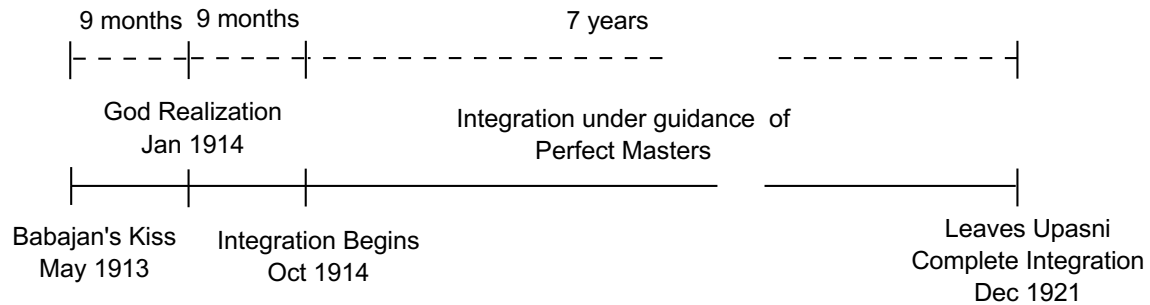 9 months 9 months 7 years
God Realization
Jan 1914
Integration under guidance of
Perfect Masters
Babajan's Kiss
May 1913
Integration Begins
Oct 1914
Leaves Upasni
Complete Integration
Dec 1921